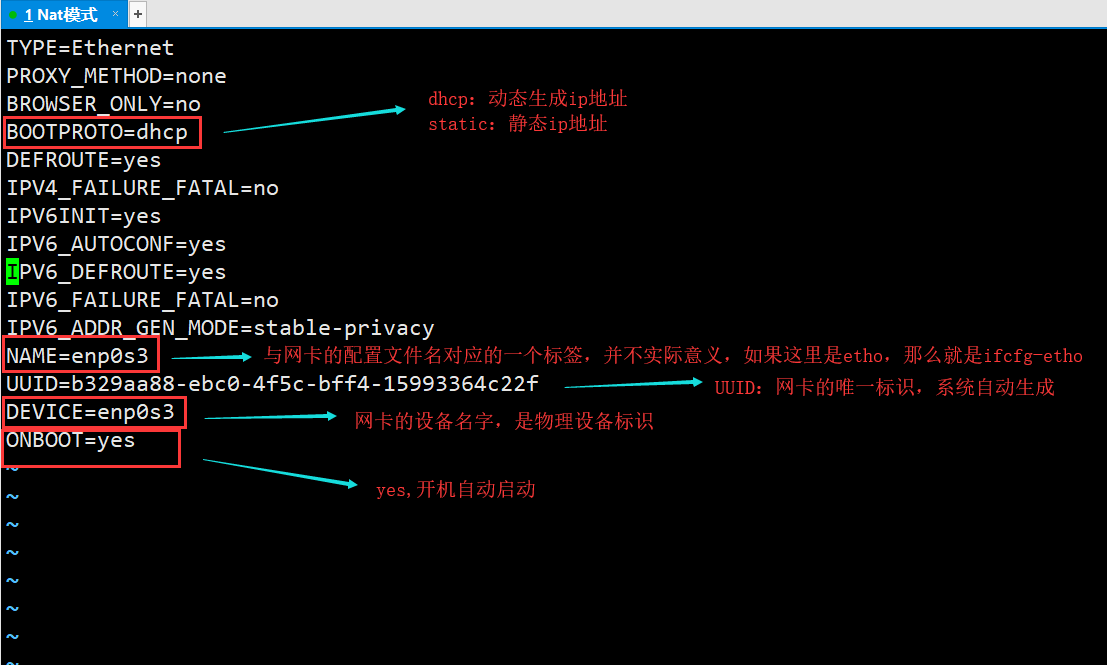 1 Nat模式 × +
TYPE=Ethernet
PROXY_METHOD=none
BROWSER_ONLY=no
dhcp：动态生成ip地址
BOOTPROTO=dhcp
static：静态ip地址
DEFROUTE=yes
IPV4_FAILURE_FATAL=no
IPV6INIT=yes
IPV6_AUTOCONF=yes
IPV6_DEFROUTE=yes
IPV6_FAILURE_FATAL=no
IPV6_ADDR_GEN_MODE=stable-privacy
NAME=enp0s3
与网卡的配置文件名对应的一个标签，并不实际意义，如果这里是etho，那么就是ifcfg-etho
UUID=b329aa88-ebc0-4f5c-bff4-15993364c22f
UUID：网卡的唯一标识，系统自动生成
DEVICE=enp0s3
网卡的设备名字，是物理设备标识
ONBOOT=yes
yes,开机自动启动
~
~
~
~
~
~
~
~